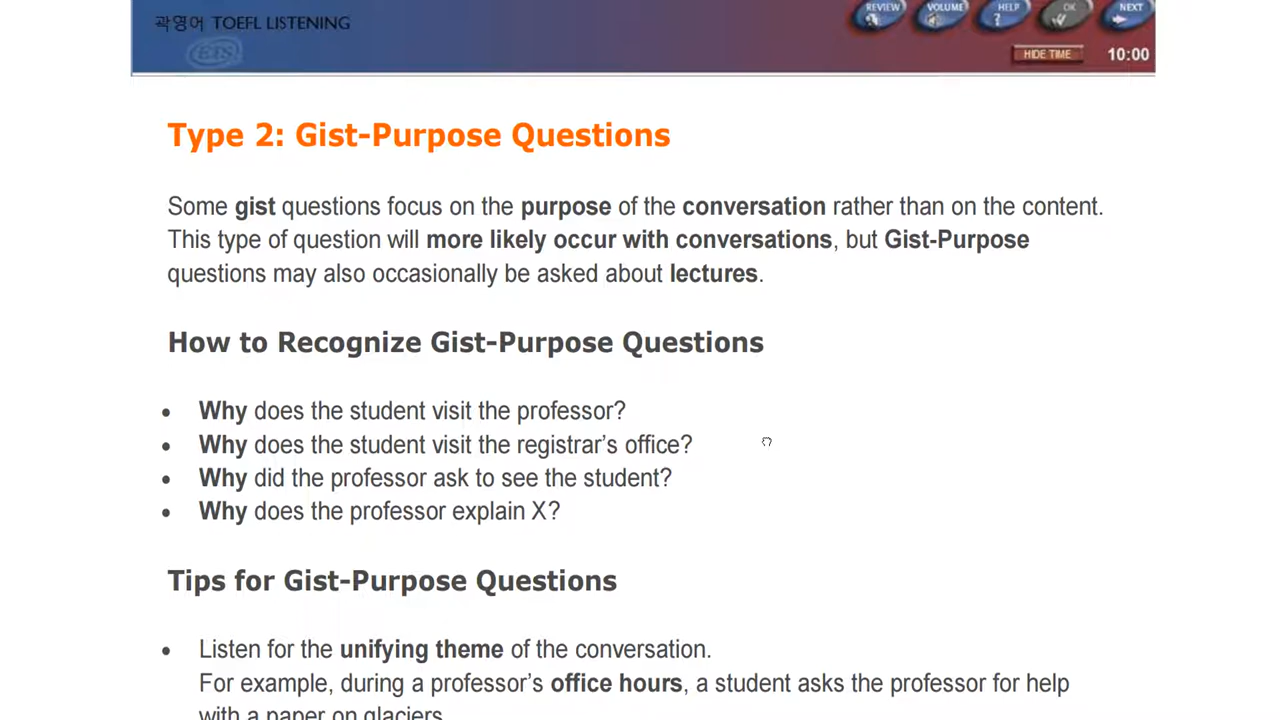 곽영어 TOEFL LISTENING
ETS
REVIEW
VOLUME
HELP
OK
NEXT
HIDE TIME
10:00
Type 2: Gist-Purpose Questions
Some gist questions focus on the purpose of the conversation rather than on the content.
This type of question will more likely occur with conversations, but Gist-Purpose
questions may also occasionally be asked about lectures.
How to Recognize Gist-Purpose Questions
• Why does the student visit the professor?
• Why does the student visit the registrar’s office?
• Why did the professor ask to see the student?
• Why does the professor explain X?
Tips for Gist-Purpose Questions
• Listen for the unifying theme of the conversation.
For example, during a professor’s office hours, a student asks the professor for help
with a paper on glaciers.